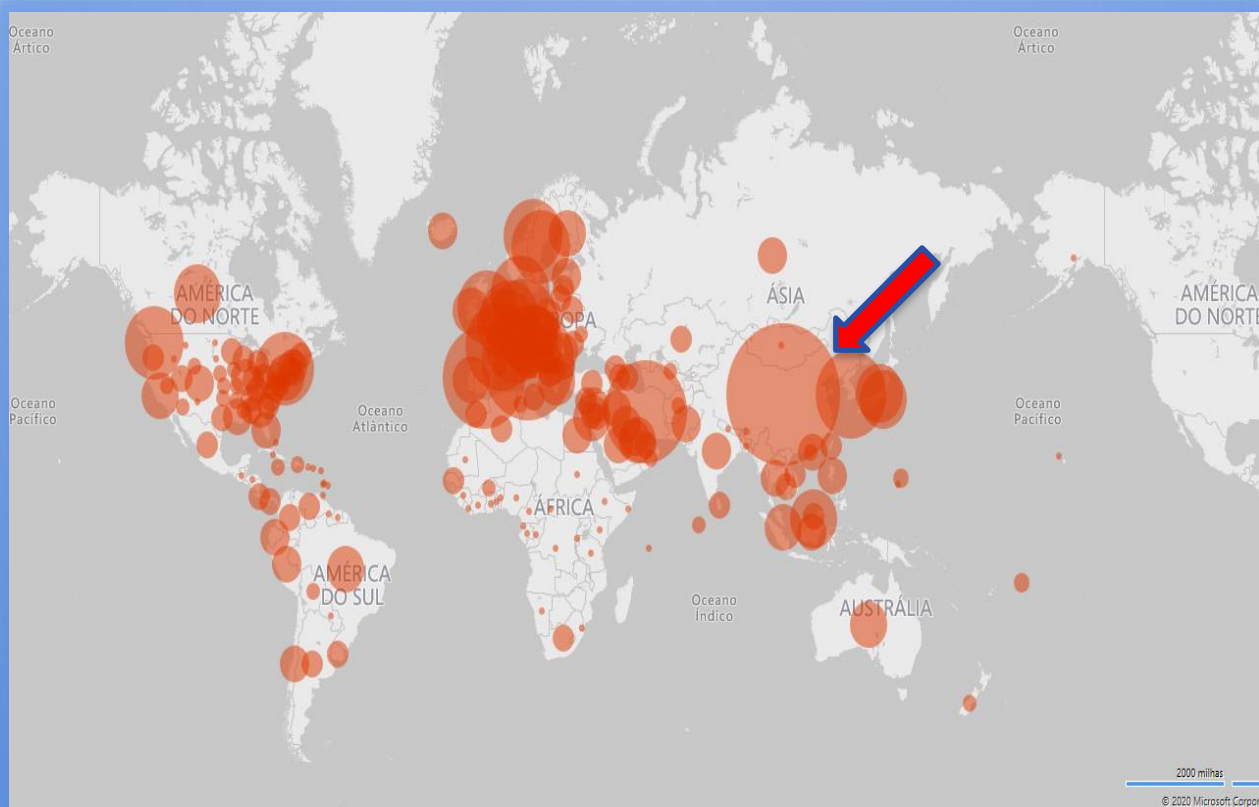 Oceano
Ártico
Oceano
Ártico
AMÉRICA
DO NORTE
OPA
ÁSIA
AMÉRICA
DO NORTE
Oceano
Pacífico
Oceano
Atlântico
Oceano
Pacífico
ÁFRICA
AMÉRICA
DO SUL
Oceano
Índico
AUSTRÁLIA
2000 milhas
© 2020 Microsoft